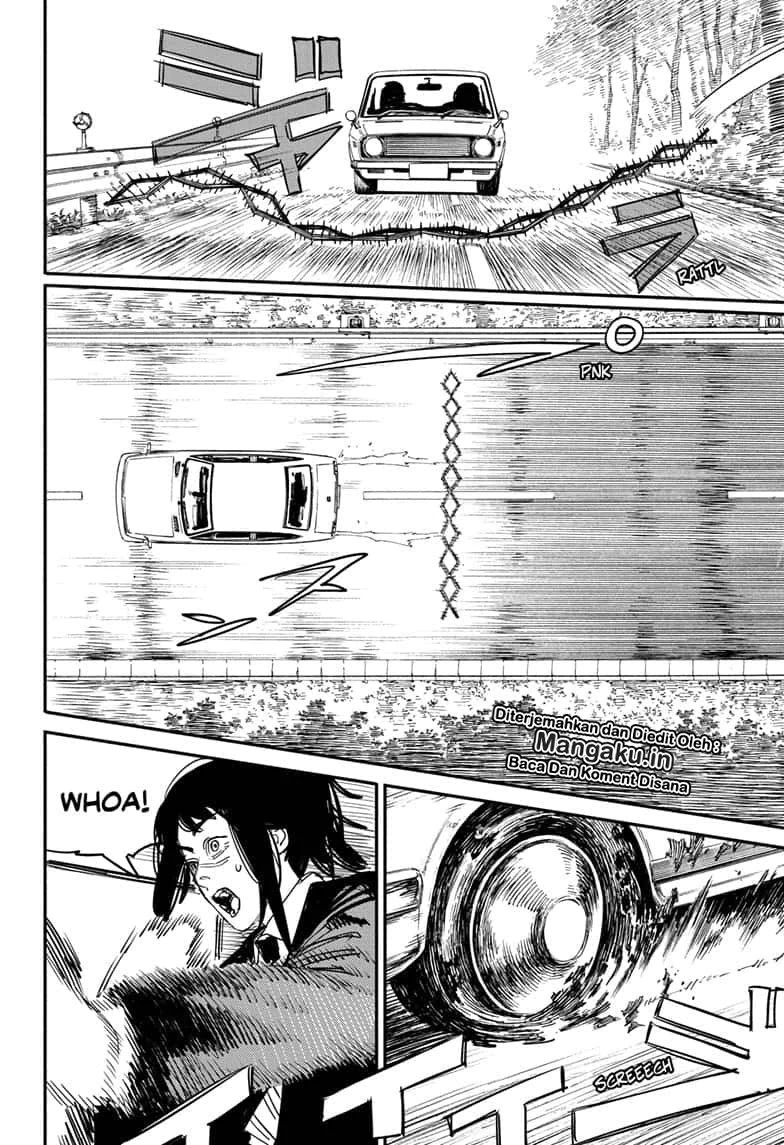 RATTL
PNK
Diterjemahkan dan Diedit Oleh :
Mangaku.in
Baca Dan Koment Disana
WHOA!
SCREEECH